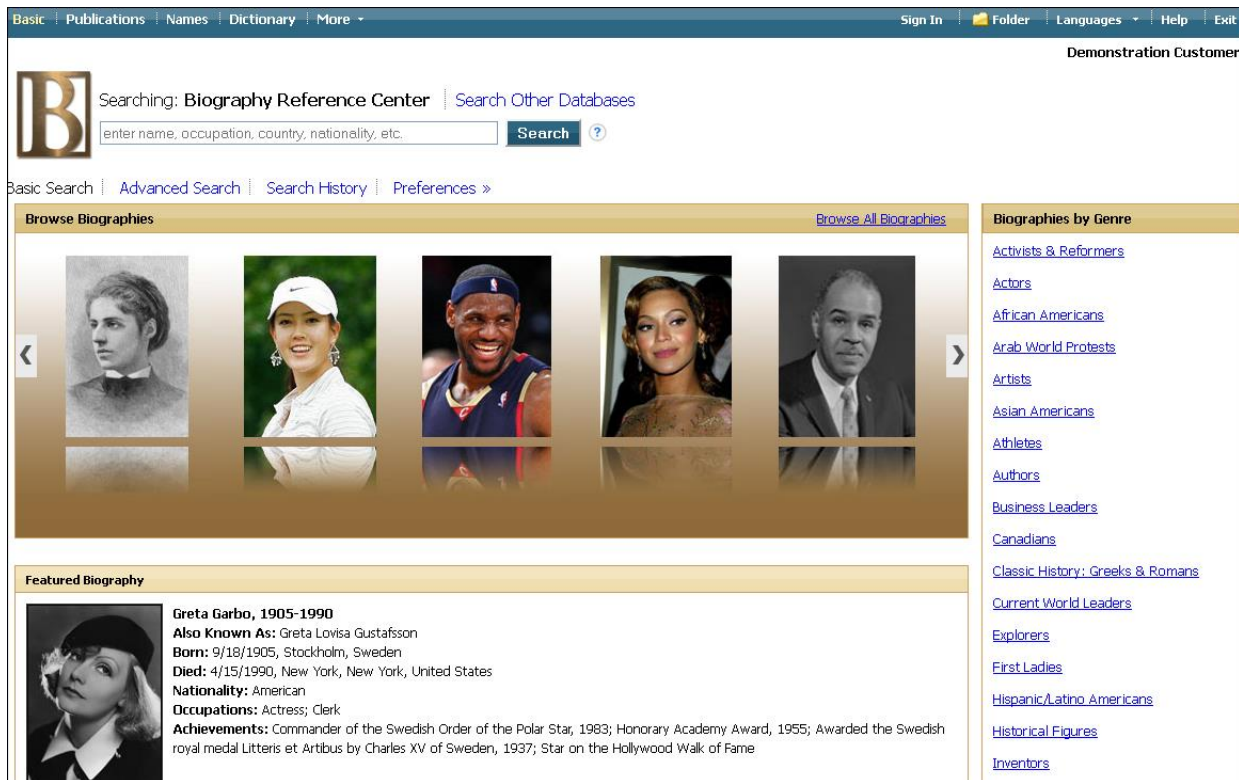 Basic Publications Names Dictionary More Sign In Folder Languages Help Exit
Demonstration Customer
B
Searching: Biography Reference Center Search Other Databases
enter name, occupation, country, nationality, etc. Search ?
Basic Search Advanced Search Search History Preferences »
Browse Biographies Browse All Biographies
Featured Biography
Greta Garbo, 1905-1990
Also Known As: Greta Lovisa Gustafsson
Born: 9/18/1905, Stockholm, Sweden
Died: 4/15/1990, New York, New York, United States
Nationality: American
Occupations: Actress; Clerk
Achievements: Commander of the Swedish Order of the Polar Star, 1983; Honorary Academy Award, 1955; Awarded the Swedish
royal medal Litteris et Artibus by Charles XV of Sweden, 1937; Star on the Hollywood Walk of Fame
Biographies by Genre
Activists & Reformers
Actors
African Americans
Arab World Protests
Artists
Asian Americans
Athletes
Authors
Business Leaders
Canadians
Classic History: Greeks & Romans
Current World Leaders
Explorers
First Ladies
Hispanic/Latino Americans
Historical Figures
Inventors